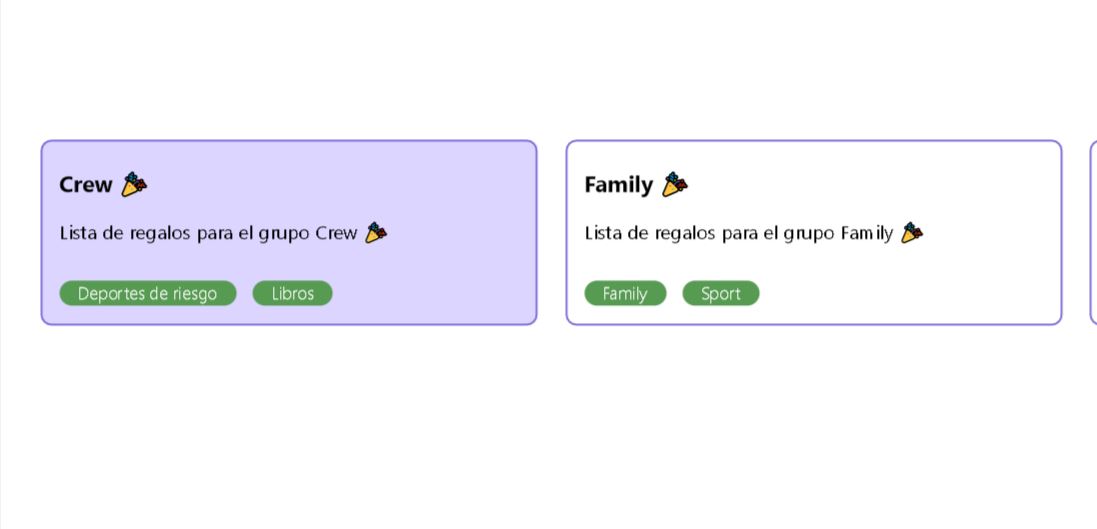 Crew 🎉
Lista de regalos para el grupo Crew 🎉
Deportes de riesgo
Libros
Family 🎉
Lista de regalos para el grupo Family 🎉
Family
Sport